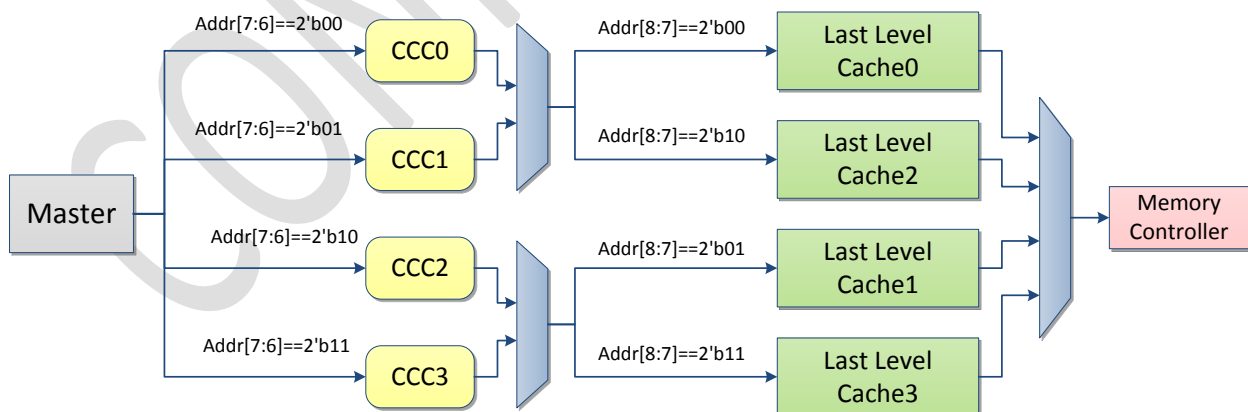 Addr[7:6]==2'b00
CCC0
Addr[8:7]==2'b00
Last Level
Cache0
Addr[7:6]==2'b01
CCC1
Addr[8:7]==2'b10
Last Level
Cache2
Master
Addr[7:6]==2'b10
CCC2
Addr[8:7]==2'b01
Last Level
Cache1
Memory
Controller
Addr[7:6]==2'b11
CCC3
Addr[8:7]==2'b11
Last Level
Cache3